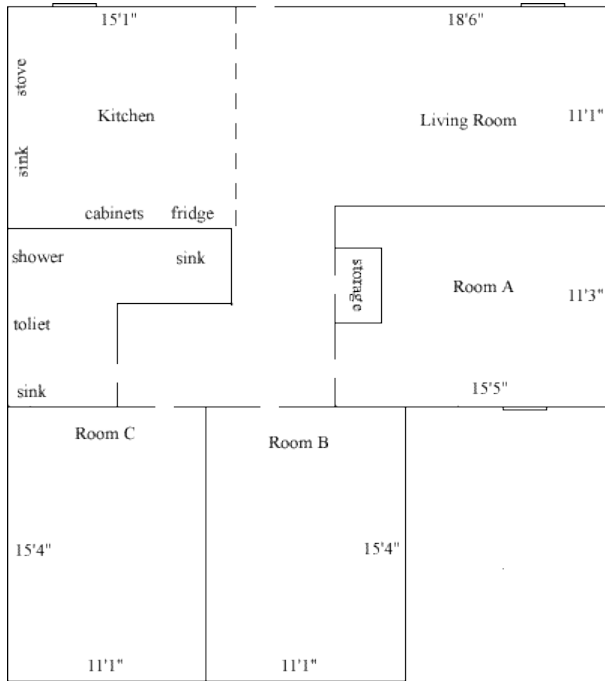 15'1"
18'6"
stove
Kitchen
Living Room
11'1"
sink
cabinets
fridge
shower
sink
storage
Room A
11'3"
toliet
sink
15'5"
Room C
Room B
15'4"
15'4"
11'1"
11'1"